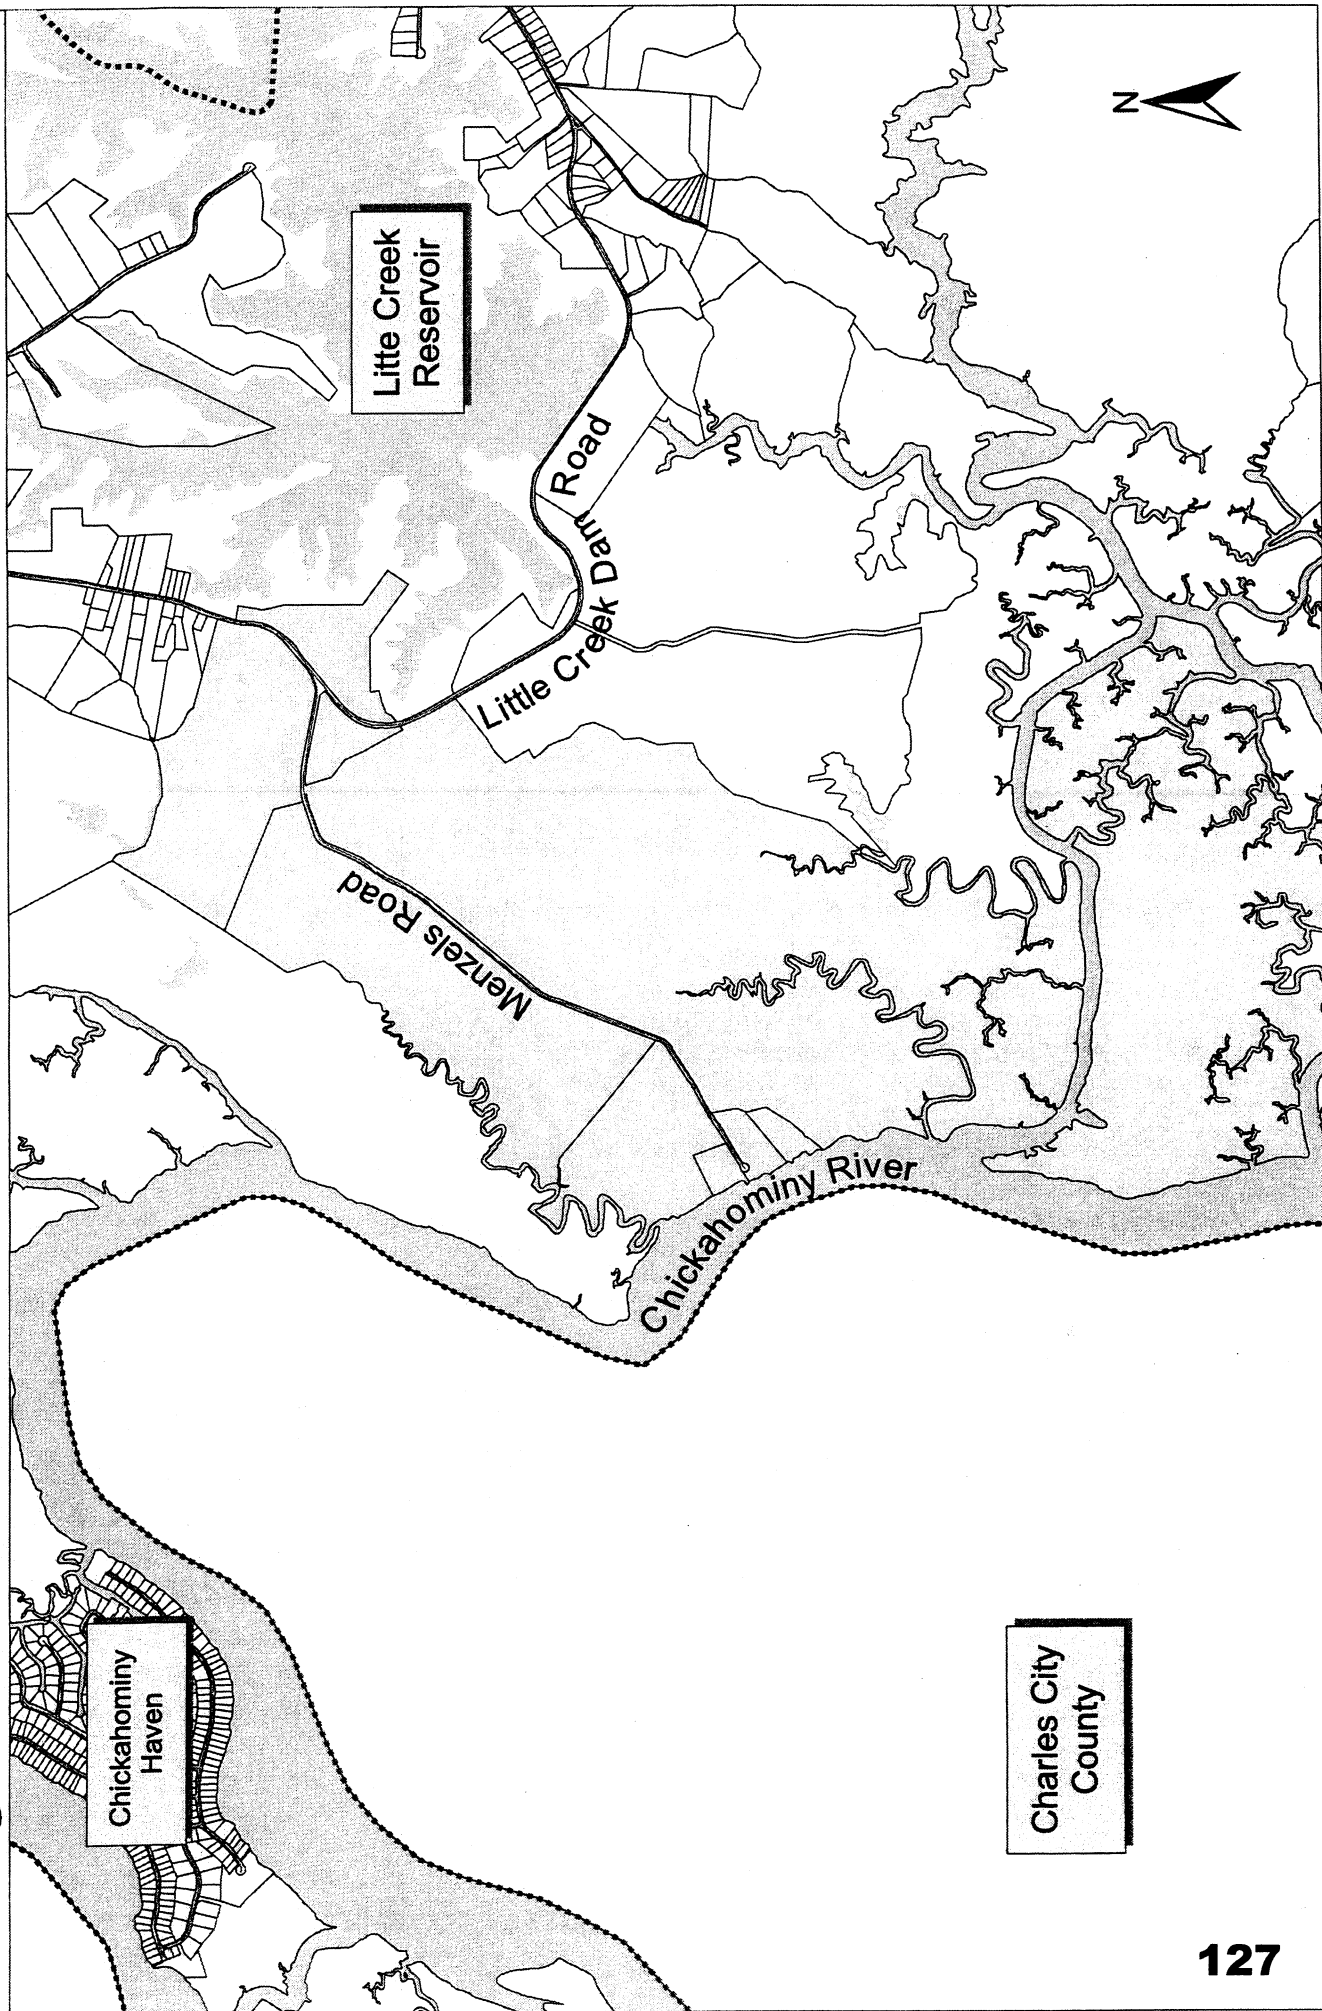 N
Litte Creek
Reservoir
Little Creek Dam Road
Menzels Road
Chickahominy River
Chickahominy
Haven
Charles City
County
127